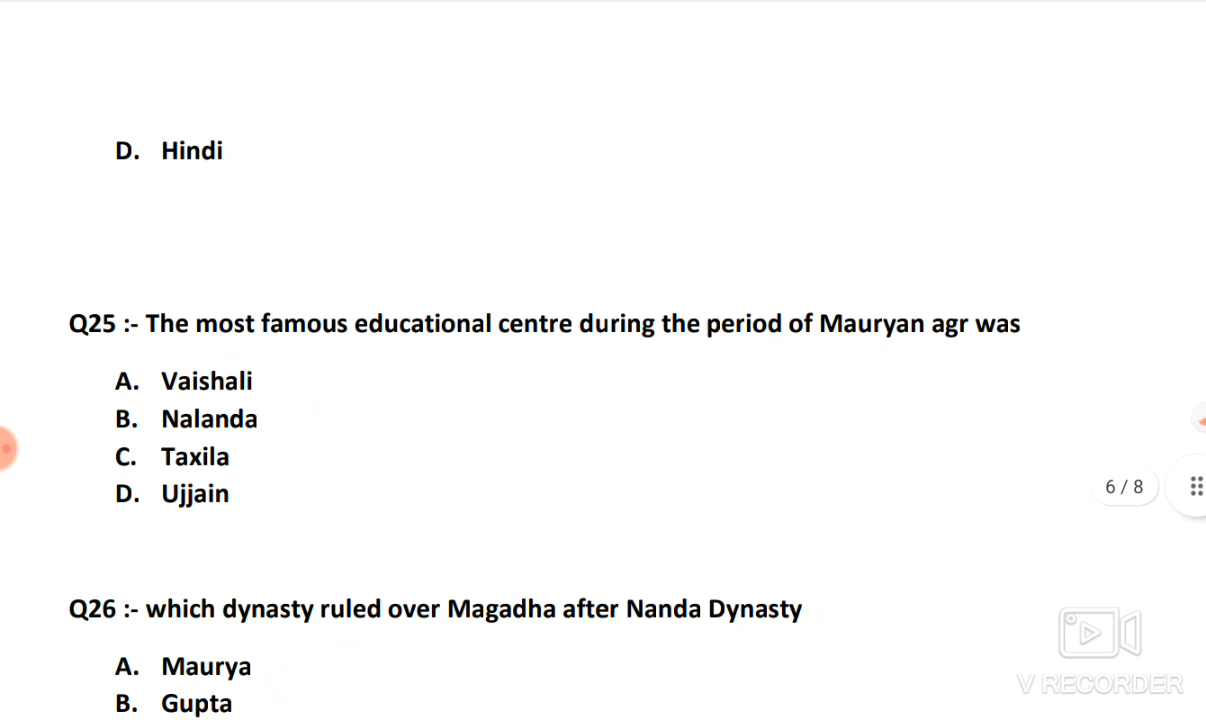 D. Hindi
Q25 :- The most famous educational centre during the period of Mauryan agr was
A. Vaishali
B. Nalanda
C. Taxila
D. Ujjain
6 / 8
Q26 :- which dynasty ruled over Magadha after Nanda Dynasty
A. Maurya
B. Gupta
V RECORDER